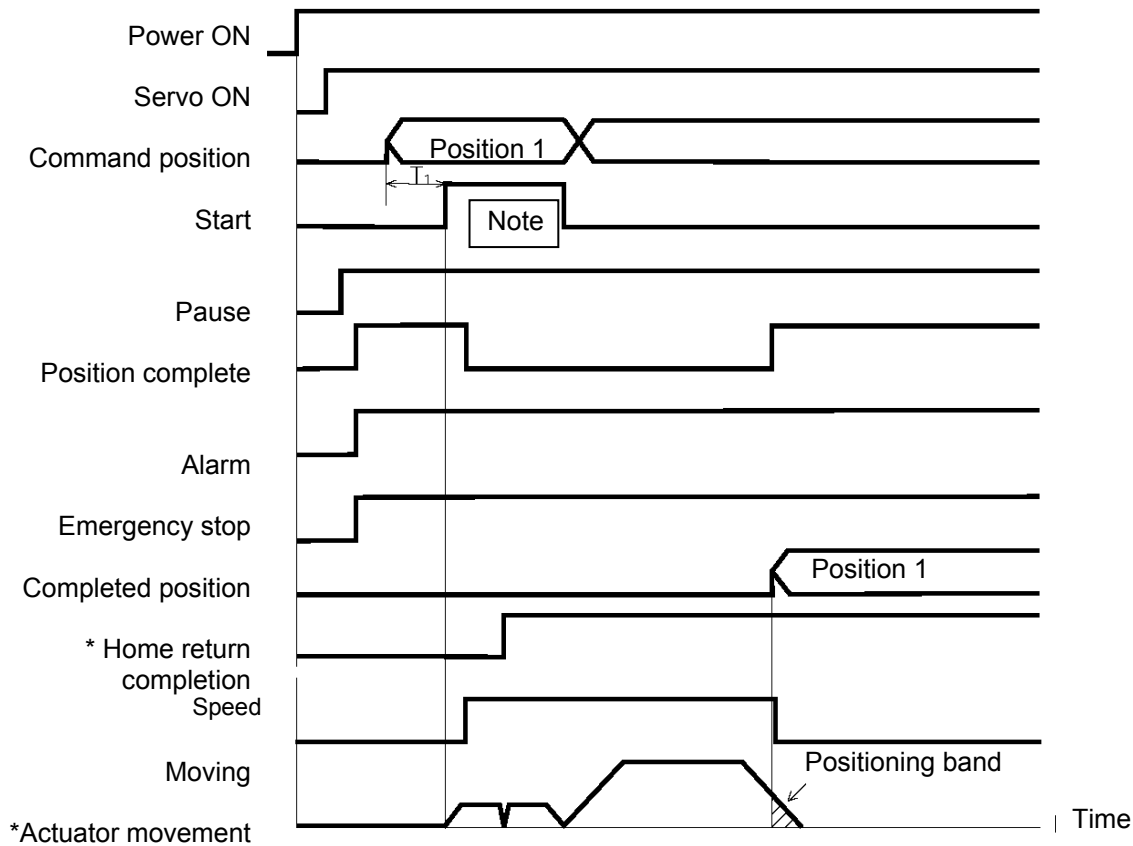 Power ON
Servo ON
Command position
Position 1
T1
Start
Note
Pause
Position complete
Alarm
Emergency stop
Completed position
Position 1
* Home return
completion
Speed
Moving
Positioning band
*Actuator movement
Time